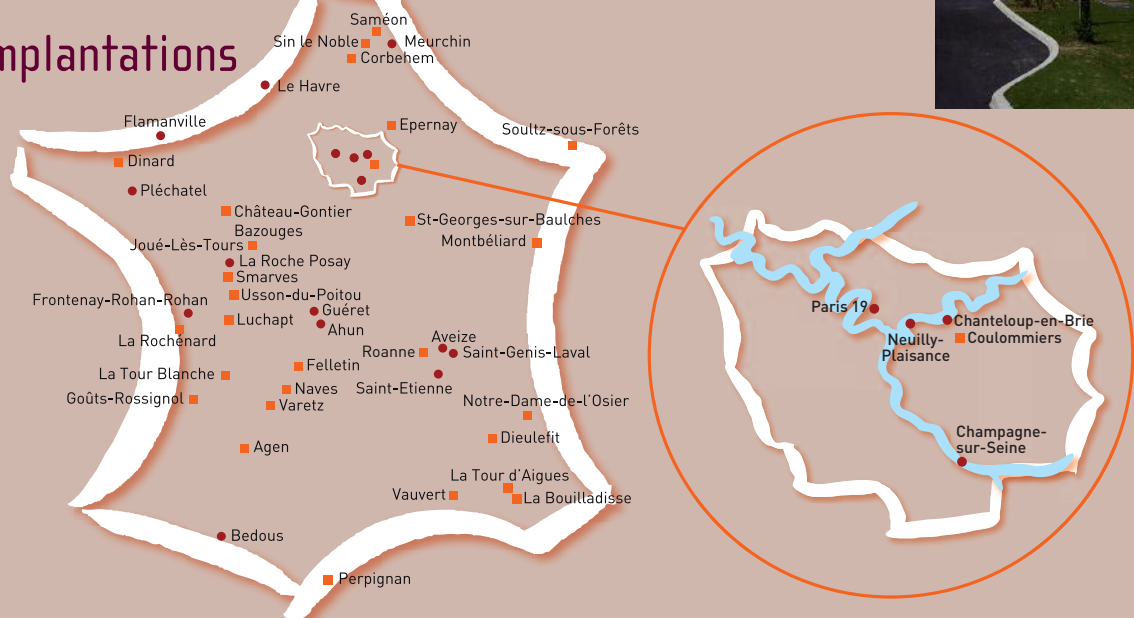 mplantations
Saméon
Sin le Noble
Meurchin
Corbehem
Le Havre
Flamanville
Epernay
Soultz-sous-Forêts
Dinard
Pléchatel
Château-Gontier
Bazouges
St-Georges-sur-Baulches
Joué-Lès-Tours
Montbéliard
La Roche Posay
Smarves
Usson-du-Poitou
Frontenay-Rohan-Rohan
Guéret
Luchapt
Ahun
La Rochénard
Aveize
Roanne
Saint-Genis-Laval
Felletin
La Tour Blanche
Naves
Saint-Etienne
Goûts-Rossignol
Varetz
Notre-Dame-de-l'Osier
Dieulefit
Agen
La Tour d'Aigues
Vauvert
La Bouilladisse
Bedous
Perpignan
Paris 19
Chanteloup-en-Brie
Neuilly-
Plaisance
Coulommiers
Champagne-
sur-Seine